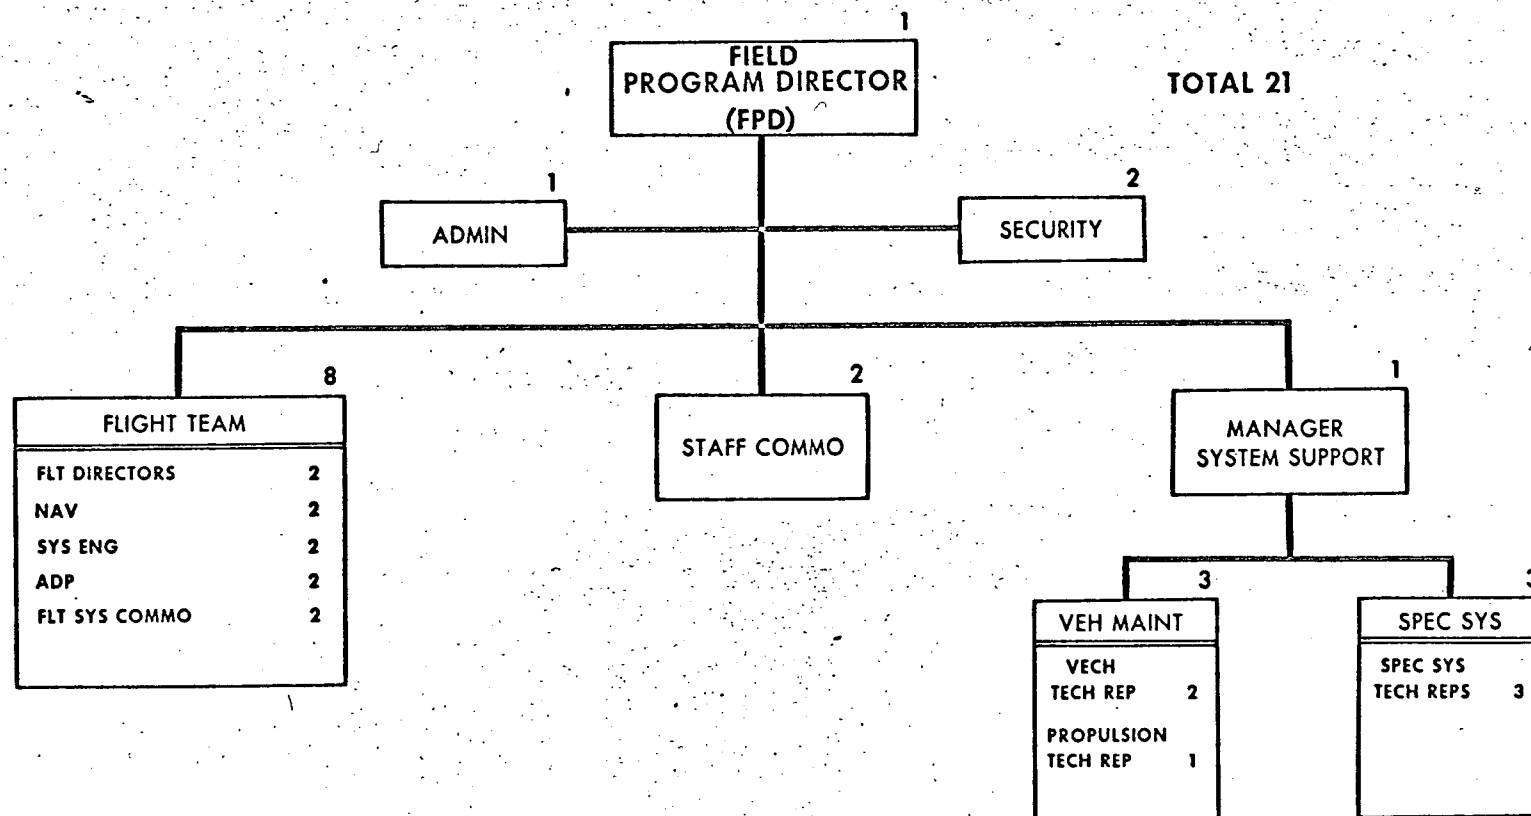 1
FIELD
PROGRAM DIRECTOR
(FPD)
TOTAL 21
1
ADMIN
2
SECURITY
8
FLIGHT TEAM
FLT DIRECTORS 2
NAV 2
SYS ENG 2
ADP 2
FLT SYS COMMO 2
2
STAFF COMMO
1
MANAGER
SYSTEM SUPPORT
3
VEH MAINT
VECH
TECH REP 2
PROPULSION
TECH REP 1
SPEC SYS
SPEC SYS
TECH REPS 3